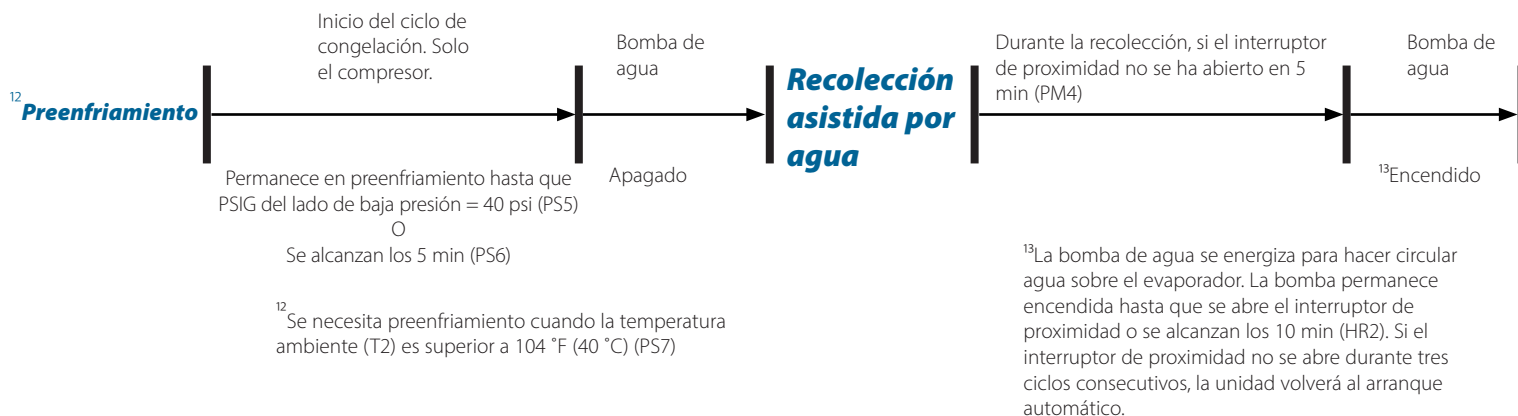 ¹²Preenfriamiento
Inicio del ciclo de
congelación. Solo
el compresor.
Permanece en preenfriamiento hasta que
PSIG del lado de baja presión = 40 psi (PS5)
O
Se alcanzan los 5 min (PS6)
¹²Se necesita preenfriamiento cuando la temperatura
ambiente (T2) es superior a 104 ˚F (40 ˚C) (PS7)
Bomba de
agua
Apagado
Recolección
asistida por
agua
Durante la recolección, si el interruptor
de proximidad no se ha abierto en 5
min (PM4)
Bomba de
agua
¹³Encendido
¹³La bomba de agua se energiza para hacer circular
agua sobre el evaporador. La bomba permanece
encendida hasta que se abre el interruptor de
proximidad o se alcanzan los 10 min (HR2). Si el
interruptor de proximidad no se abre durante tres
ciclos consecutivos, la unidad volverá al arranque
automático.